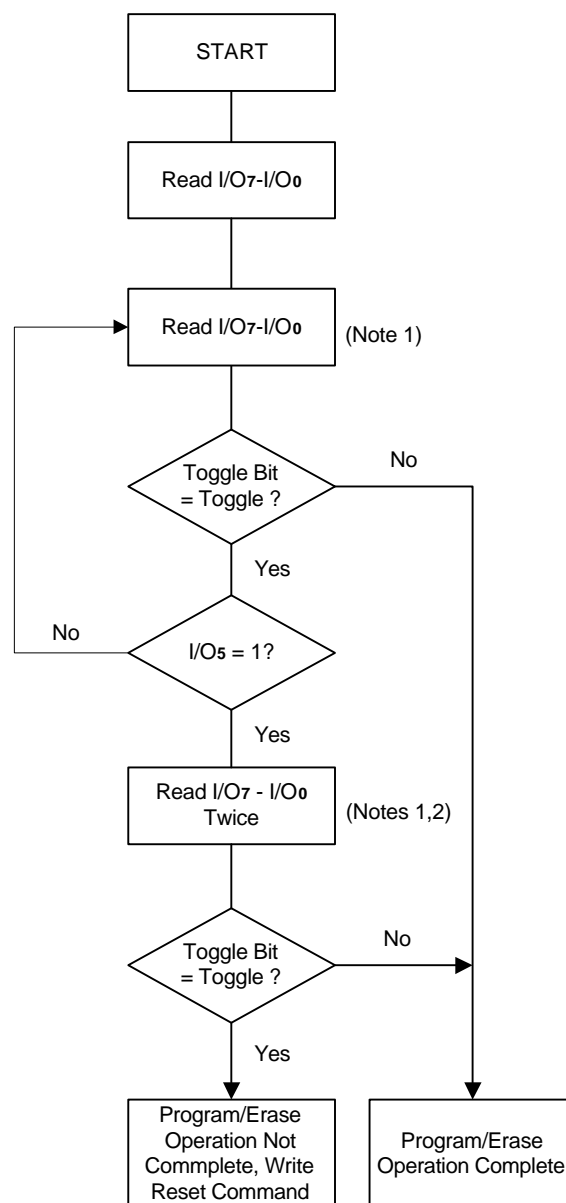 START
Read I/O7-I/O0
Read I/O7-I/O0
(Note 1)
Toggle Bit
= Toggle ?
No
Yes
No
I/O5 = 1?
Yes
Read I/O7 - I/O0
Twice
(Notes 1,2)
Toggle Bit
= Toggle ?
No
Yes
Program/Erase
Operation Not
Commplete, Write
Reset Command
Program/Erase
Operation Complete